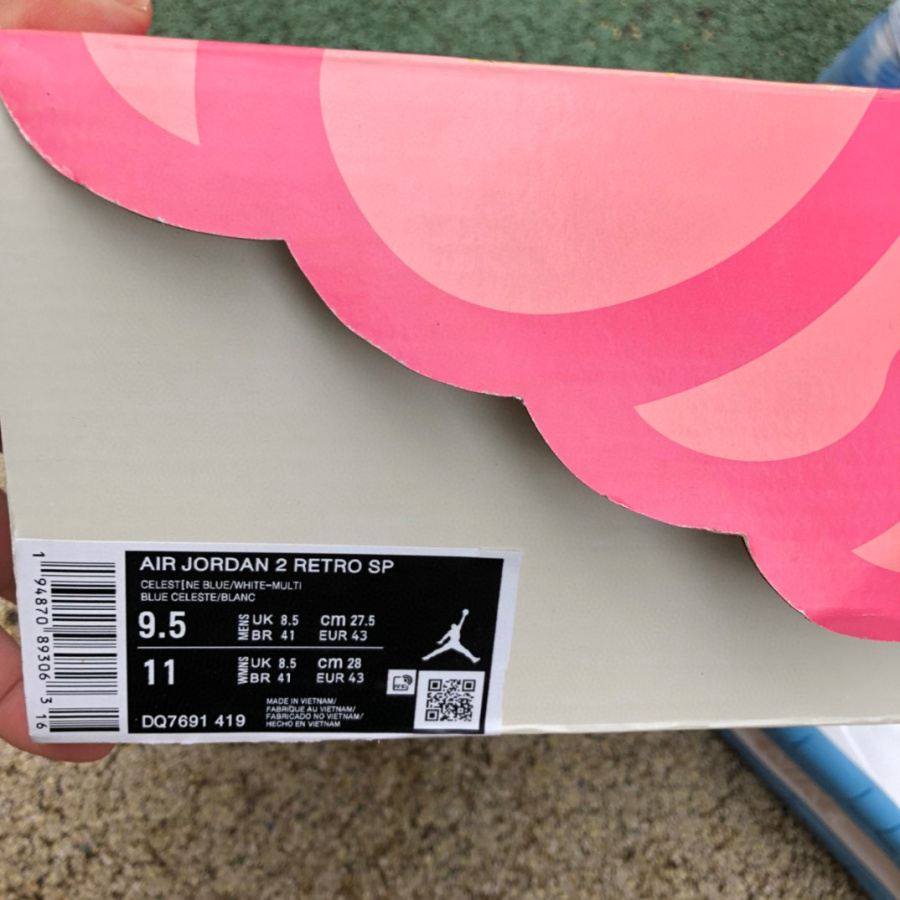 1 94870 89306 3 16
AIR JORDAN 2 RETRO SP
CELEST[NE BLUE/WHITE-MULTI
BLUE CELESTE/BLANC
9.5 MENS UK 8.5 cm 27.5
BR 41 EUR 43
11 WMNS UK 8.5 cm 28
BR 41 EUR 43
DQ7691 419
MADE IN VIETNAM/
FABRIQUE AU VIETNAM/
FABRICADO NO VIETNAM/
HECHO EN VIETNAM